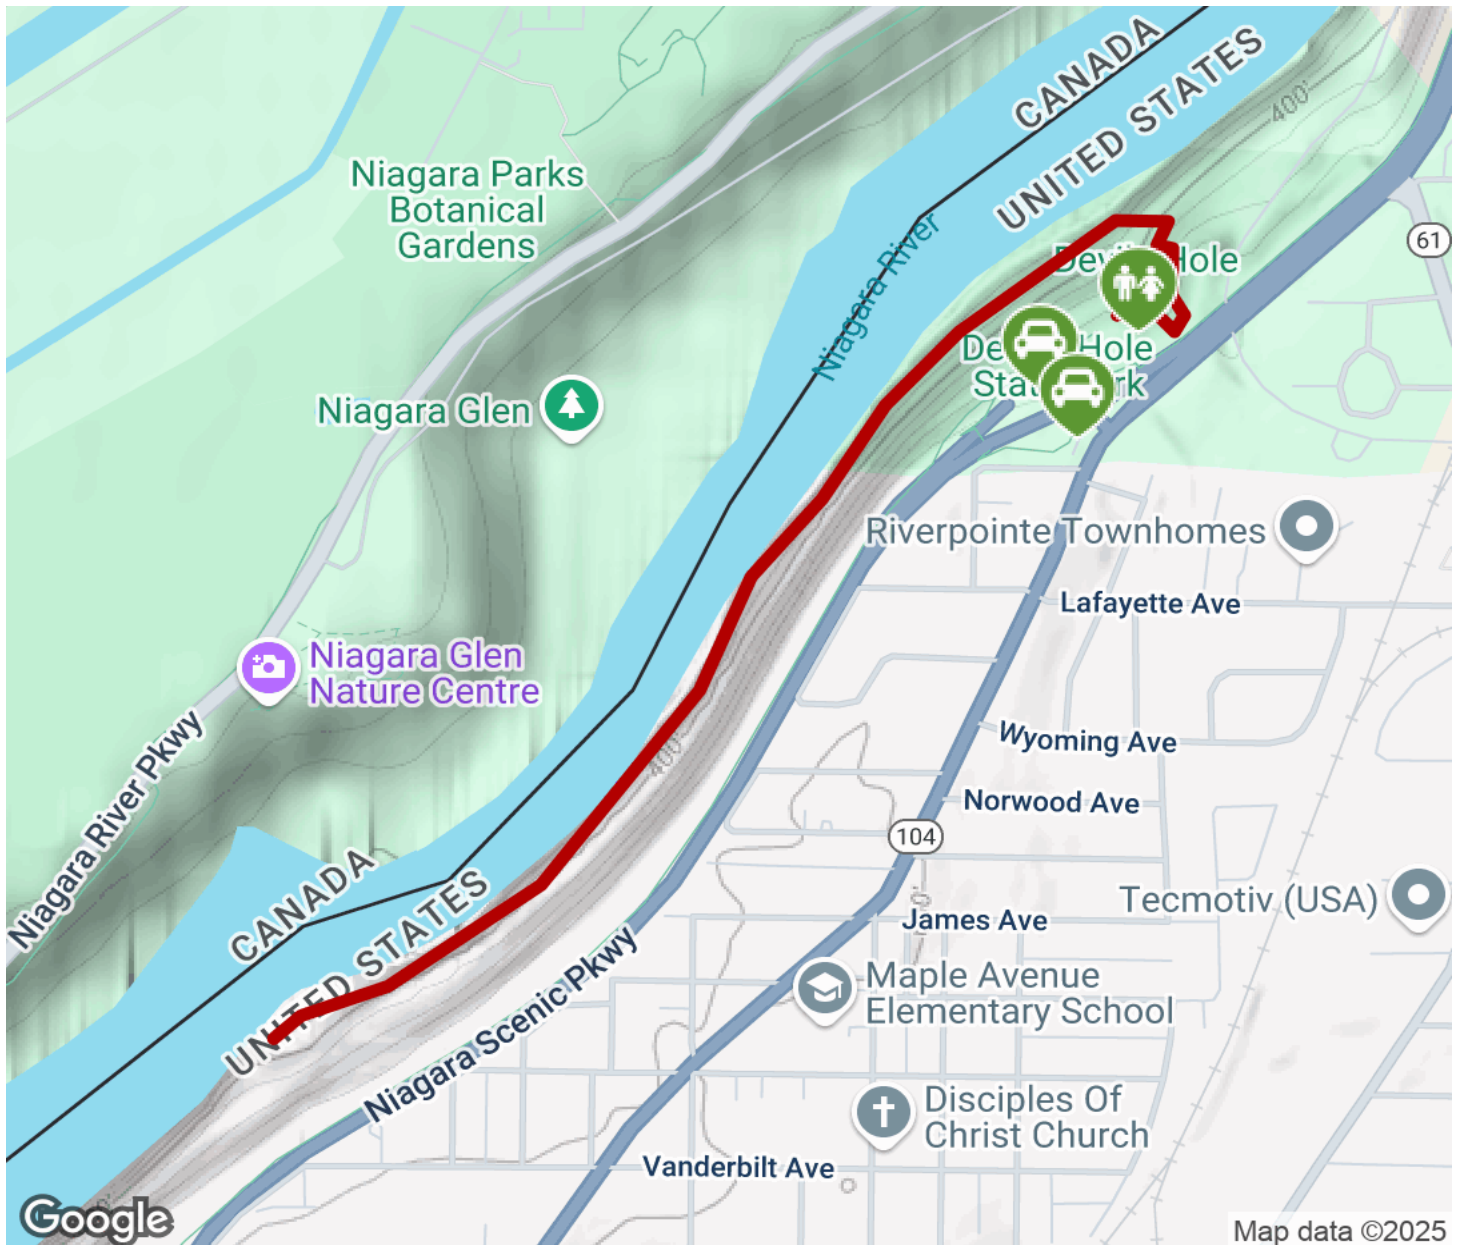 CANADA
UNITED STATES
Niagara Parks
Botanical
Gardens
Niagara River
61
400'
Niagara Glen
Riverpointe Townhomes
Lafayette Ave
Niagara Glen
Nature Centre
Niagara River Pkwy
400'
Wyoming Ave
Norwood Ave
104
CANADA
UNITED STATES
Tecmotiv (USA)
James Ave
Niagara Scenic Pkwy
Maple Avenue
Elementary School
Disciples Of
Christ Church
Vanderbilt Ave
Google
Map data ©2025